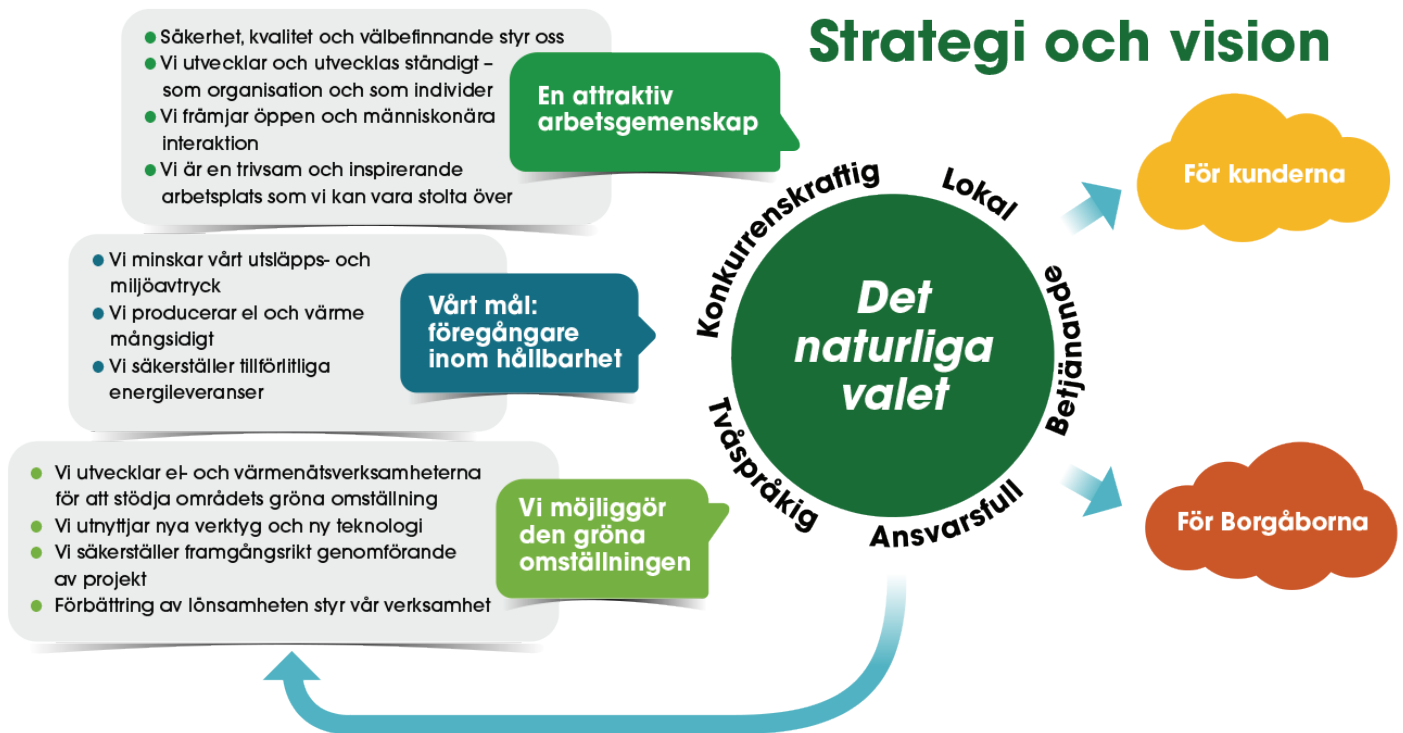 Strategi och vision
Säkerhet, kvalitet och välbefinnande styr oss
Vi utvecklar och utvecklas ständigt –
som organisation och som individer
Vi främjar öppen och människonära
interaktion
Vi är en trivsam och inspirerande
arbetsplats som vi kan vara stolta över
En attraktiv
arbetsgemenskap
Vi minskar vårt utsläpps- och
miljöavtryck
Vi producerar el och värme
mångsidigt
Vi säkerställer tillförlitliga
energileveranser
Vårt mål:
föregångare
inom hållbarhet
Vi utvecklar el- och värmenätsverksamheterna
för att stödja områdets gröna omställning
Vi utnyttjar nya verktyg och ny teknologi
Vi säkerställer framgångsrikt genomförande
av projekt
Förbättring av lönsamheten styr vår verksamhet
Vi möjliggör
den gröna
omställningen
Konkurrenskraftig
Lokal
Betjänande
Ansvarsfull
Tvåspråkig
Det
naturliga
valet
För kunderna
För Borgåborna